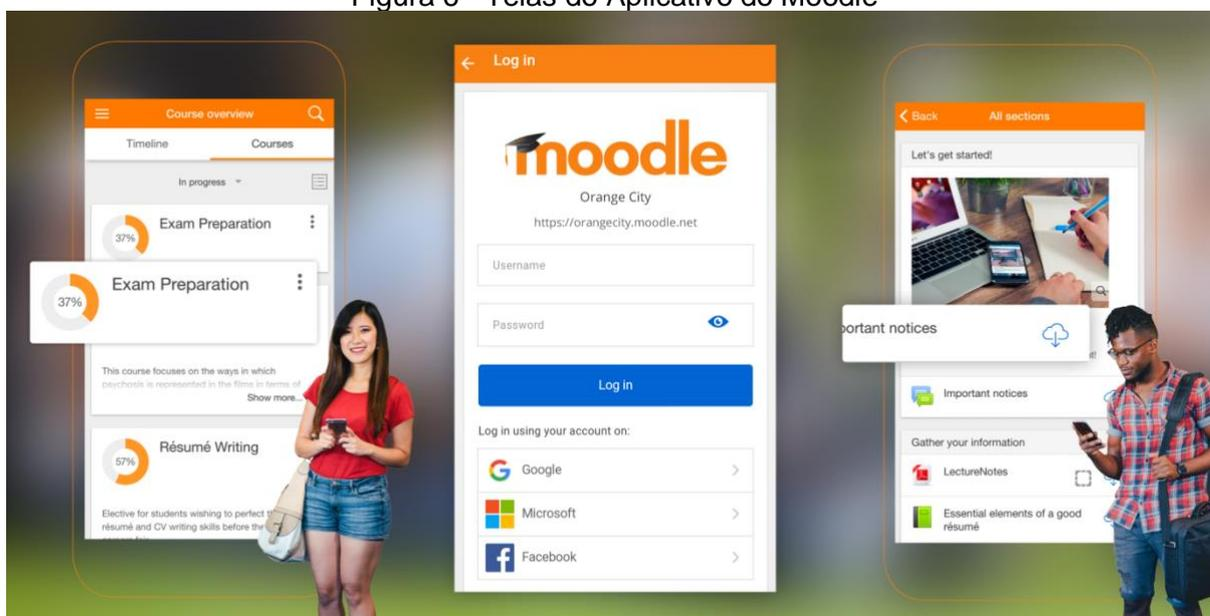 Telas do Aplicativo do Moodle
Course overview
Timeline
Courses
In progress
37%
Exam Preparation
37%
Exam Preparation
This course focuses on the ways in which
psychosis is represented in the films in terms of
Show more...
57%
Résumé Writing
Elective for students wishing to perfect
résumé and CV writing skills before the
Log in
moodle
Orange City
https://orangecity.moodle.net
Username
Password
Log in
Log in using your account on:
Google
Microsoft
Facebook
Back
All sections
Let's get started!
portant notices
Important notices
Gather your information
LectureNotes
Essential elements of a good
résumé